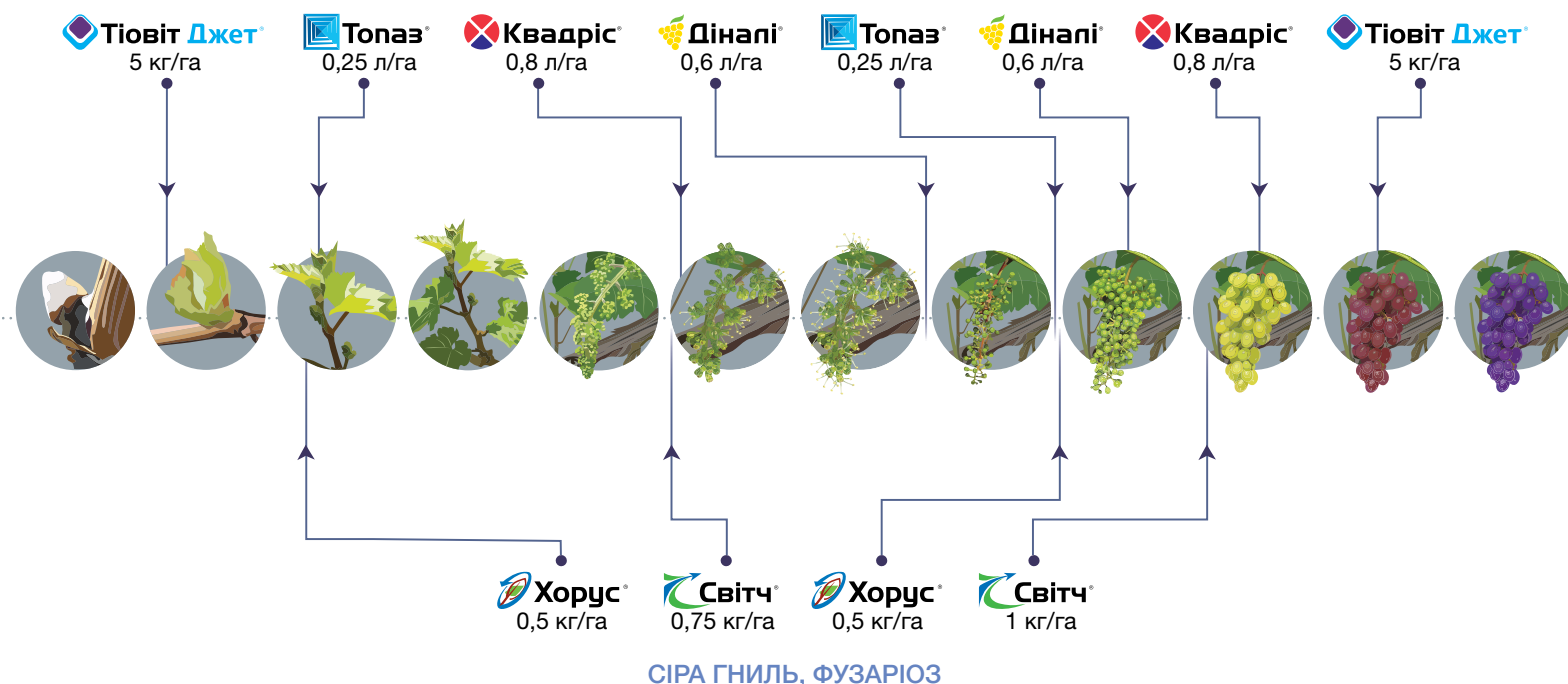 Тіовіт Джет® Топаз® Квадріс® Діналі® Топаз® Діналі® Квадріс® Тіовіт Джет®
5 кг/га 0,25 л/га 0,8 л/га 0,6 л/га 0,25 л/га 0,6 л/га 0,8 л/га 5 кг/га
Хорус® Світч® Хорус® Світч®
0,5 кг/га 0,75 кг/га 0,5 кг/га 1 кг/га
СІРА ГНИЛЬ, ФУЗАРІОЗ